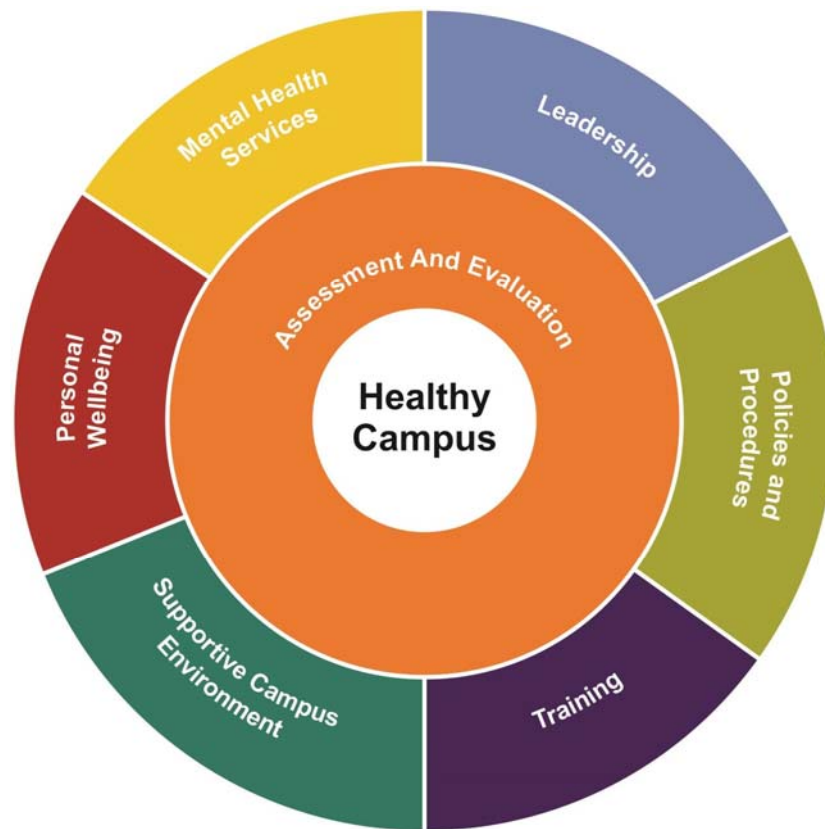 Mental Health
Services
Leadership
Assessment And Evaluation
Healthy
Campus
Personal
Wellbeing
Policies and
Procedures
Supportive Campus
Environment
Training